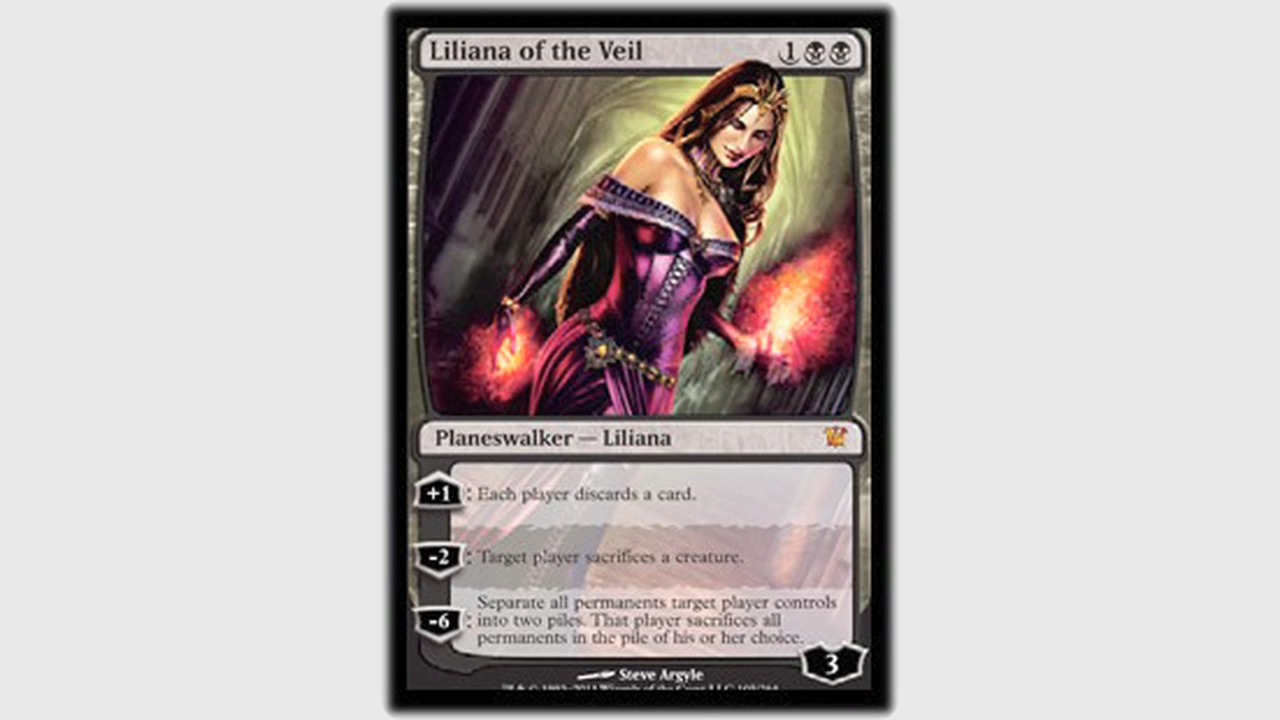 Liliana of the Veil 1
Planeswalker — Liliana
+1: Each player discards a card.
-2: Target player sacrifices a creature.
Separate all permanents target player controls
-6: into two piles. That player sacrifices all
permanents in the pile of his or her choice.
3
Steve Argyle